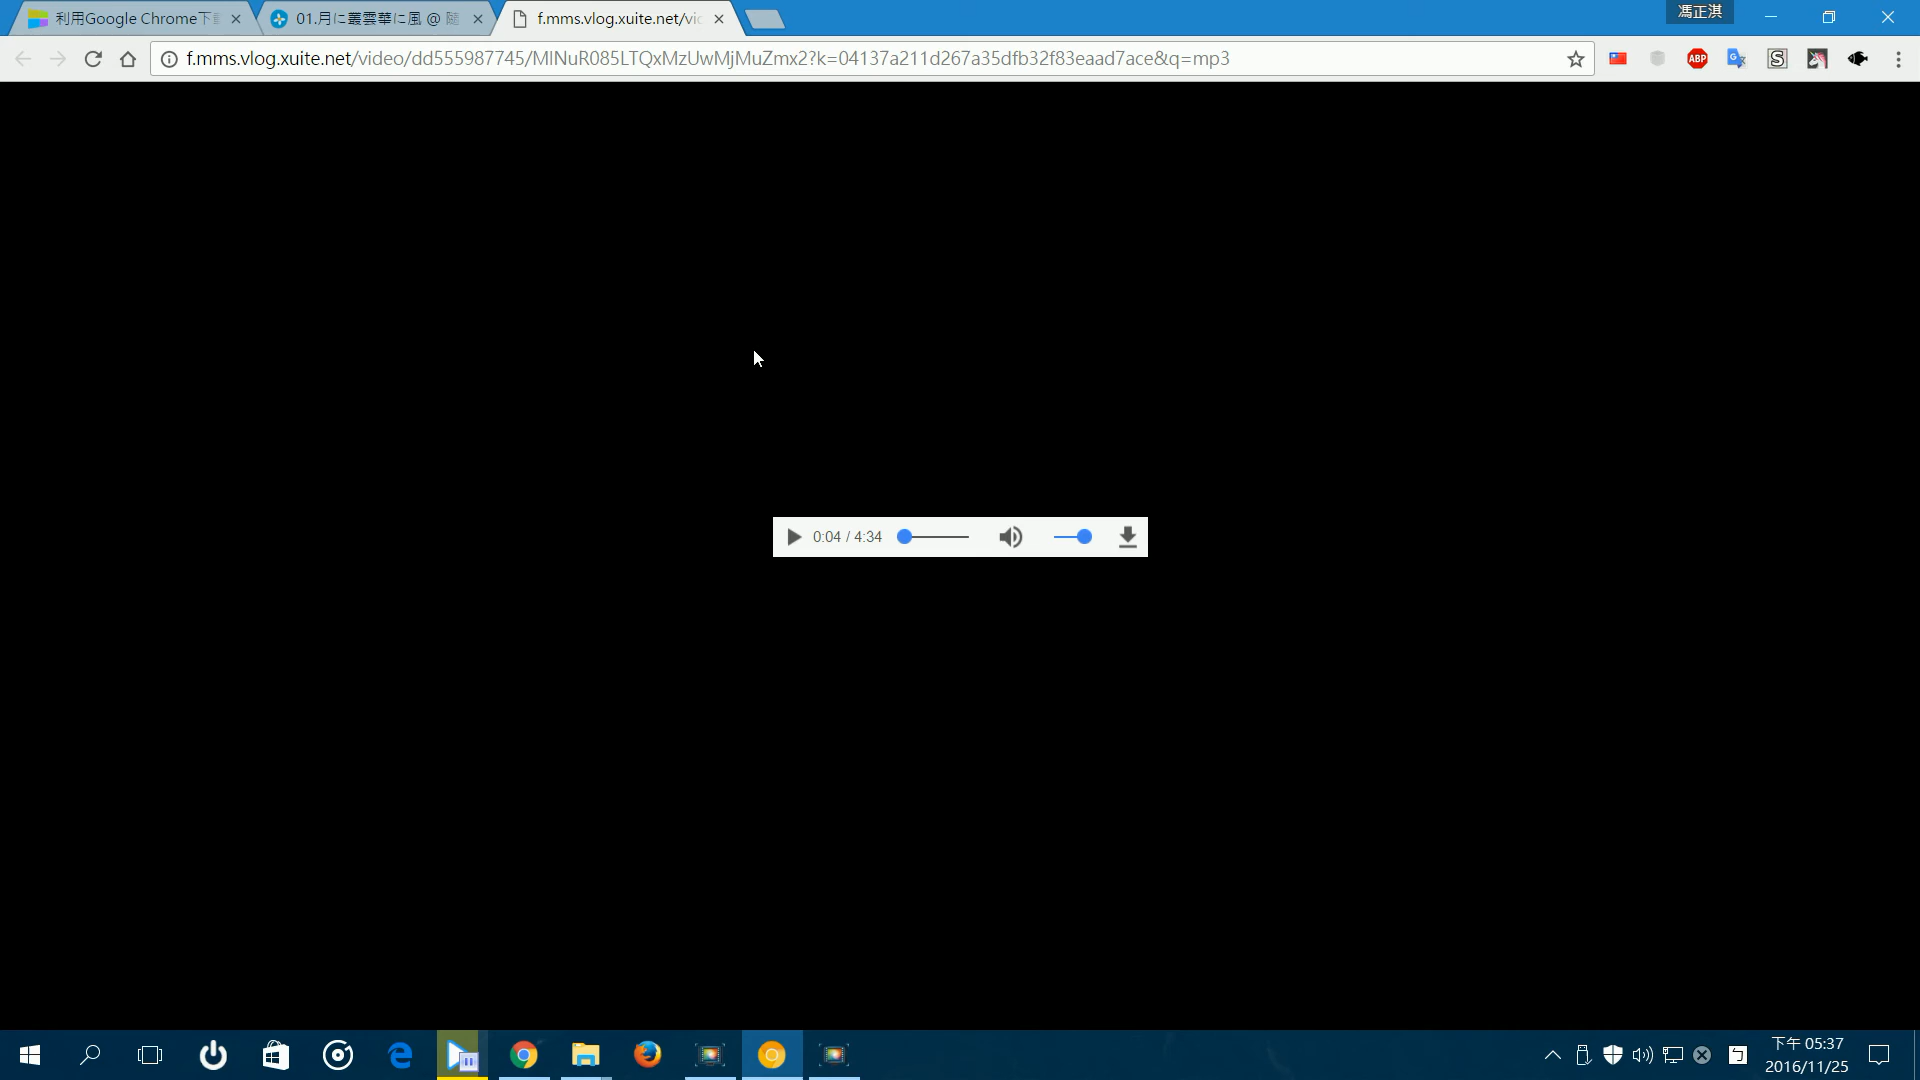 利用Google Chrome下
01.月に叢雲華に風 @ 隨
f.mms.vlog.xuite.net/vi
馮正淇
f.mms.vlog.xuite.net/video/dd555987745/MlNuR085LTQxMzUwMjMuZmx2?k=04137a211d267a35dfb32f83eaad7ace&q=mp3
ABP
0:04 / 4:34
下午 05:37
2016/11/25